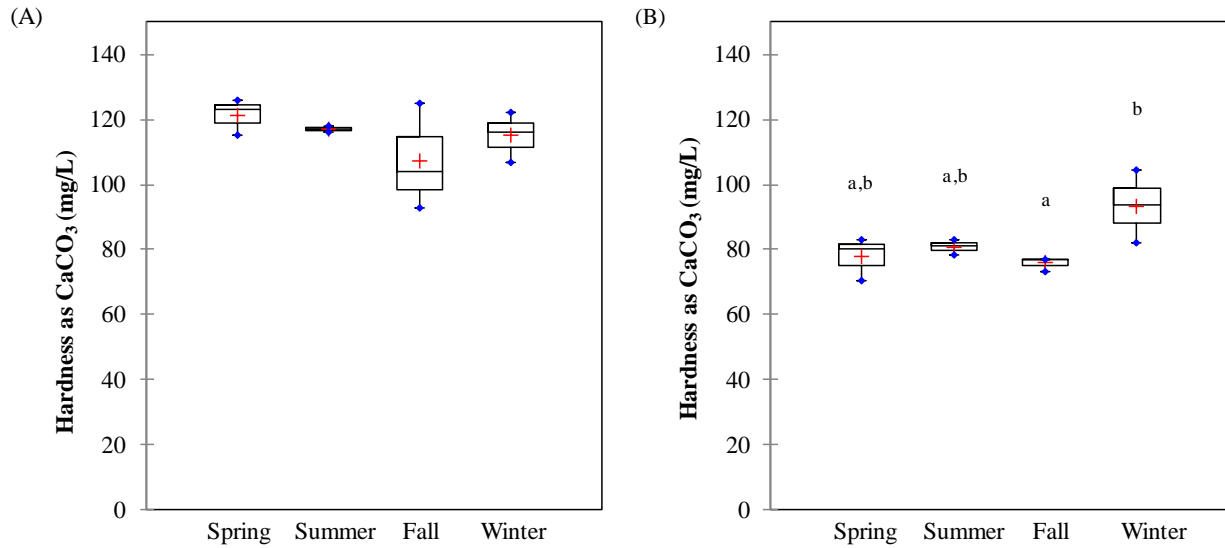 (A)
Hardness as CaCO₃ (mg/L)
140
120
100
80
60
40
20
0
Spring
Summer
Fall
Winter
(B)
Hardness as CaCO₃ (mg/L)
140
120
100
80
60
40
20
0
a,b
a,b
a
b
Spring
Summer
Fall
Winter